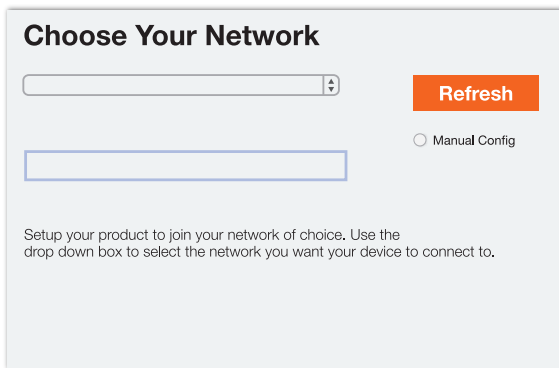 Choose Your Network
Refresh
Manual Config
Setup your product to join your network of choice. Use the
drop down box to select the network you want your device to connect to.